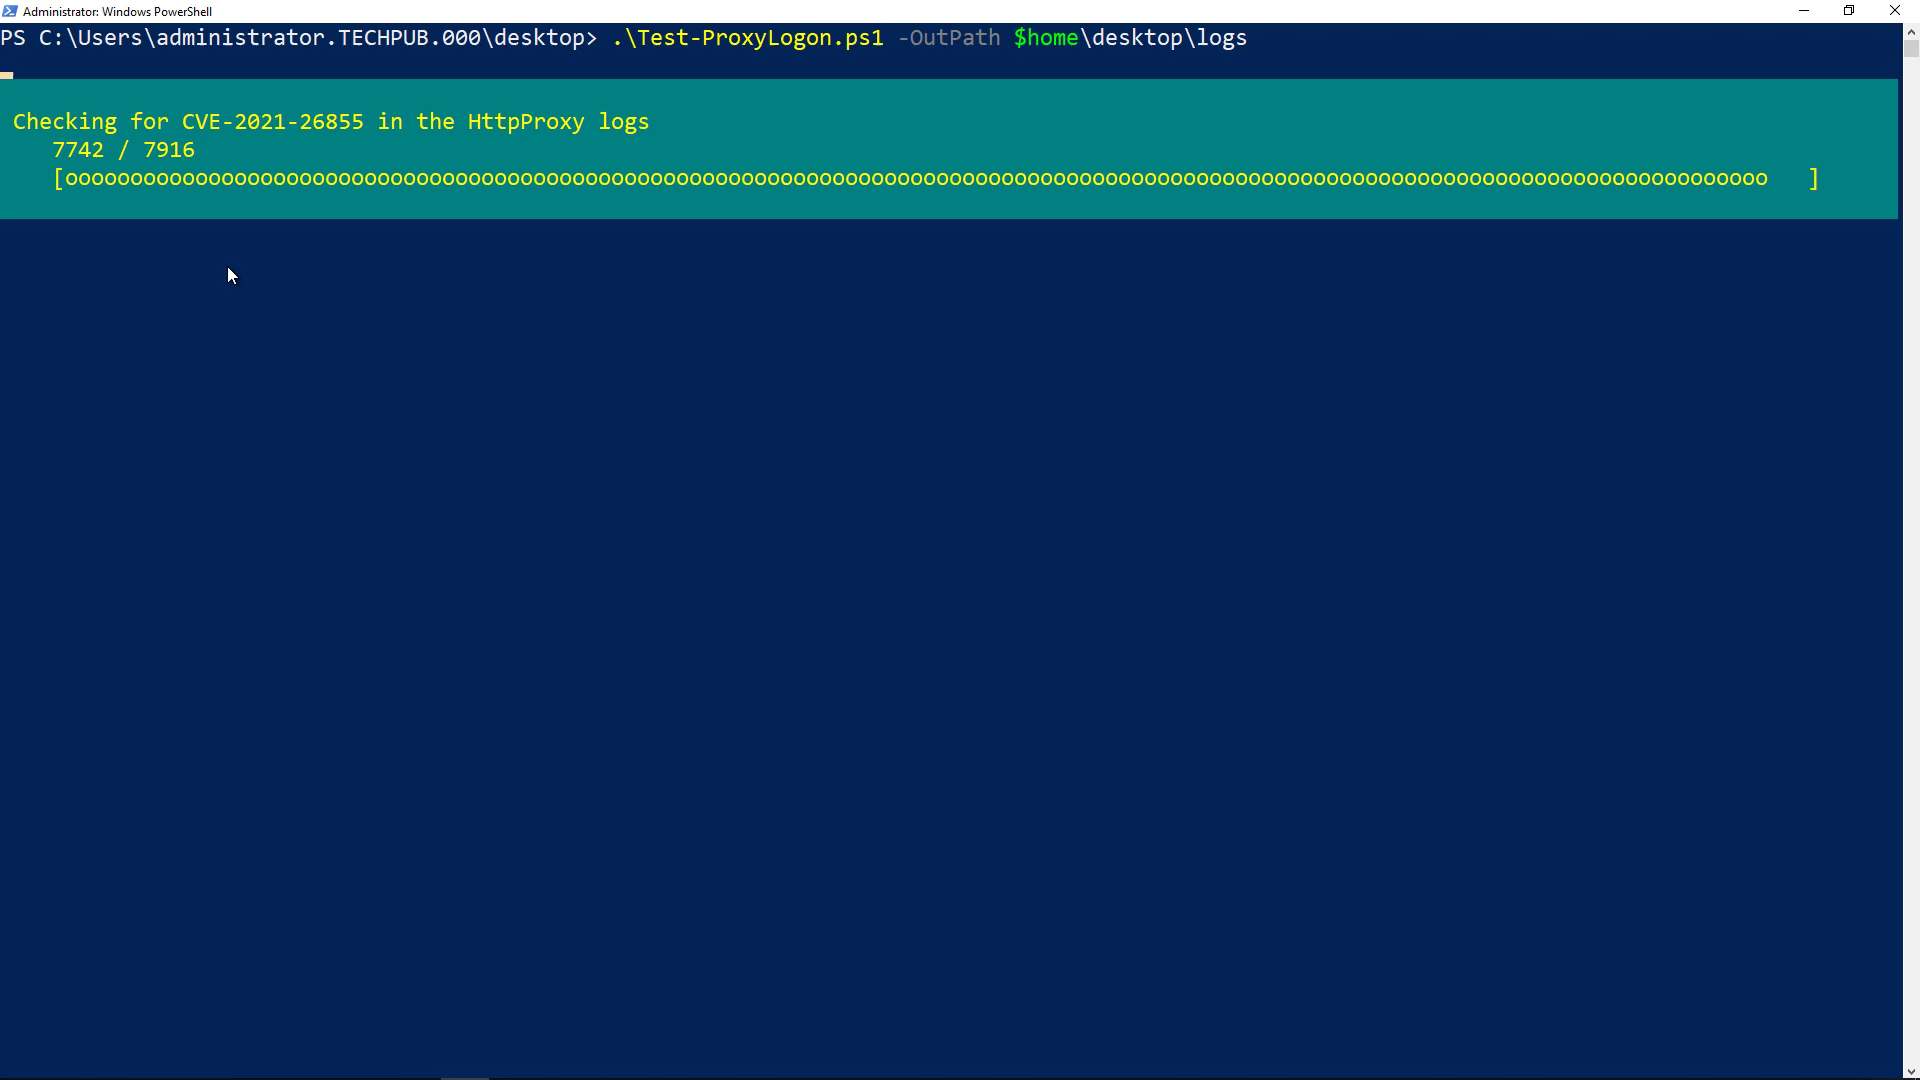 Administrator: Windows PowerShell
PS C:\Users\administrator.TECHPUB.000\desktop> .\Test-ProxyLogon.ps1 -OutPath $home\desktop\logs
Checking for CVE-2021-26855 in the HttpProxy logs
7742 / 7916
[ooooooooooooooooooooooooooooooooooooooooooooooooooooooooooooooooooooooooooooooooooooooooooooooooooooooooooooooooooooooooooooooooooo   ]